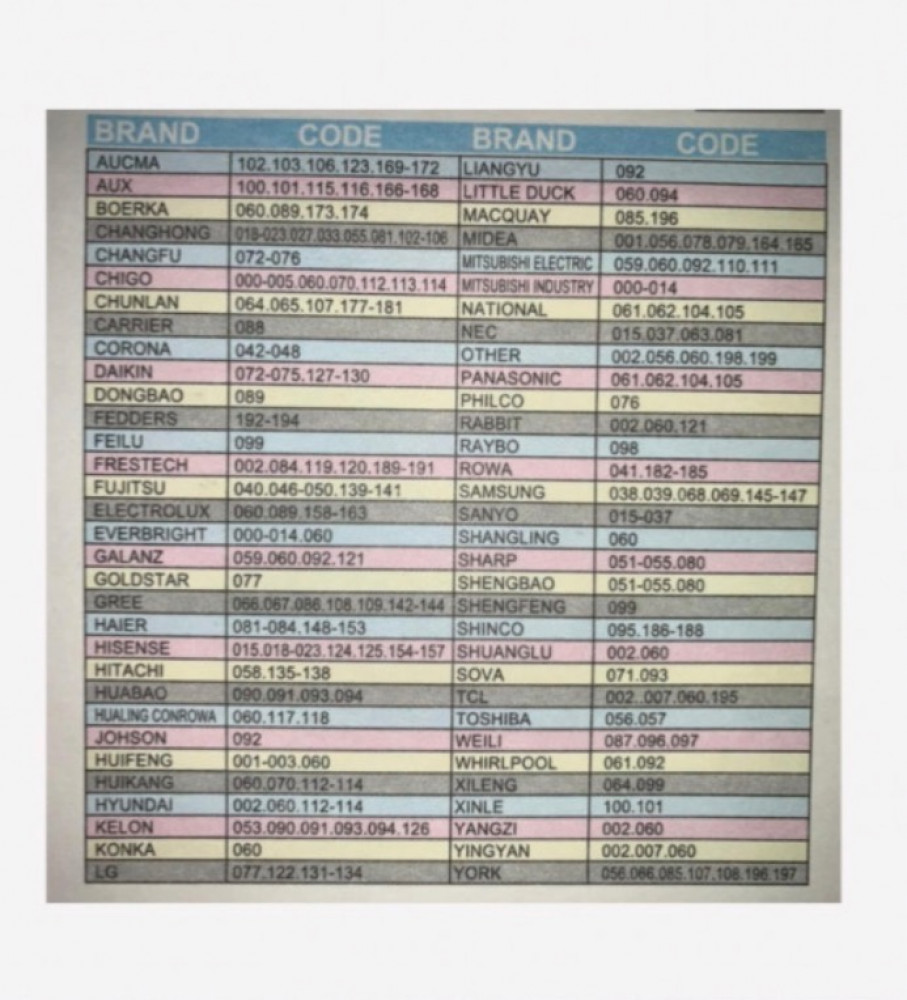 BRAND CODE BRAND CODE
AUCMA 102.103.106.123.169-172 LIANGYU 092
AUX 100.101.115.116.166-168 LITTLE DUCK 060.094
BOERKA 060.089.173.174 MACQUAY 085.196
CHANGHONG 018-023.027.033.055.081.102-106 MIDEA 001.056.078.079.164.165
CHANGFU 072-076 MITSUBISHI ELECTRIC 059.060.092.110.111
CHIGO 000-005.060.070.112.113.114 MITSUBISHI INDUSTRY 000-014
CHUNLAN 064.065.107.177-181 NATIONAL 061.062.104.105
CARRIER 088 NEC 015.037.063.081
CORONA 042-048 OTHER 002.056.060.198.199
DAIKIN 072-075.127-130 PANASONIC 061.062.104.105
DONGBAO 089 PHILCO 076
FEDDERS 192-194 RABBIT 002.060.121
FEILU 099 RAYBO 098
FRESTECH 002.084.119.120.189-191 ROWA 041.182-185
FUJITSU 040.046-050.139-141 SAMSUNG 038.039.068.069.145-147
ELECTROLUX 060.089.158-163 SANYO 015-037
EVERBRIGHT 000-014.060 SHANGLING 060
GALANZ 059.060.092.121 SHARP 051-055.080
GOLDSTAR 077 SHENGBAO 051-055.080
GREE 066.067.086.108.109.142-144 SHENGFENG 099
HAIER 081-084.148-153 SHINCO 095.186-188
HISENSE 015.018-023.124.125.154-157 SHUANGLU 002.060
HITACHI 058.135-138 SOVA 071.093
HUABAO 090.091.093.094 TCL 002..007.060.195
HUALING CONROWA 060.117.118 TOSHIBA 056.057
JOHSON 092 WEILI 087.096.097
HUIFENG 001-003.060 WHIRLPOOL 061.092
HUIKANG 060.070.112-114 XILENG 064.099
HYUNDAI 002.060.112-114 XINLE 100.101
KELON 053.090.091.093.094.126 YANGZI 002.060
KONKA 060 YINGYAN 002.007.060
LG 077.122.131-134 YORK 056.066.085.107.108.196.197